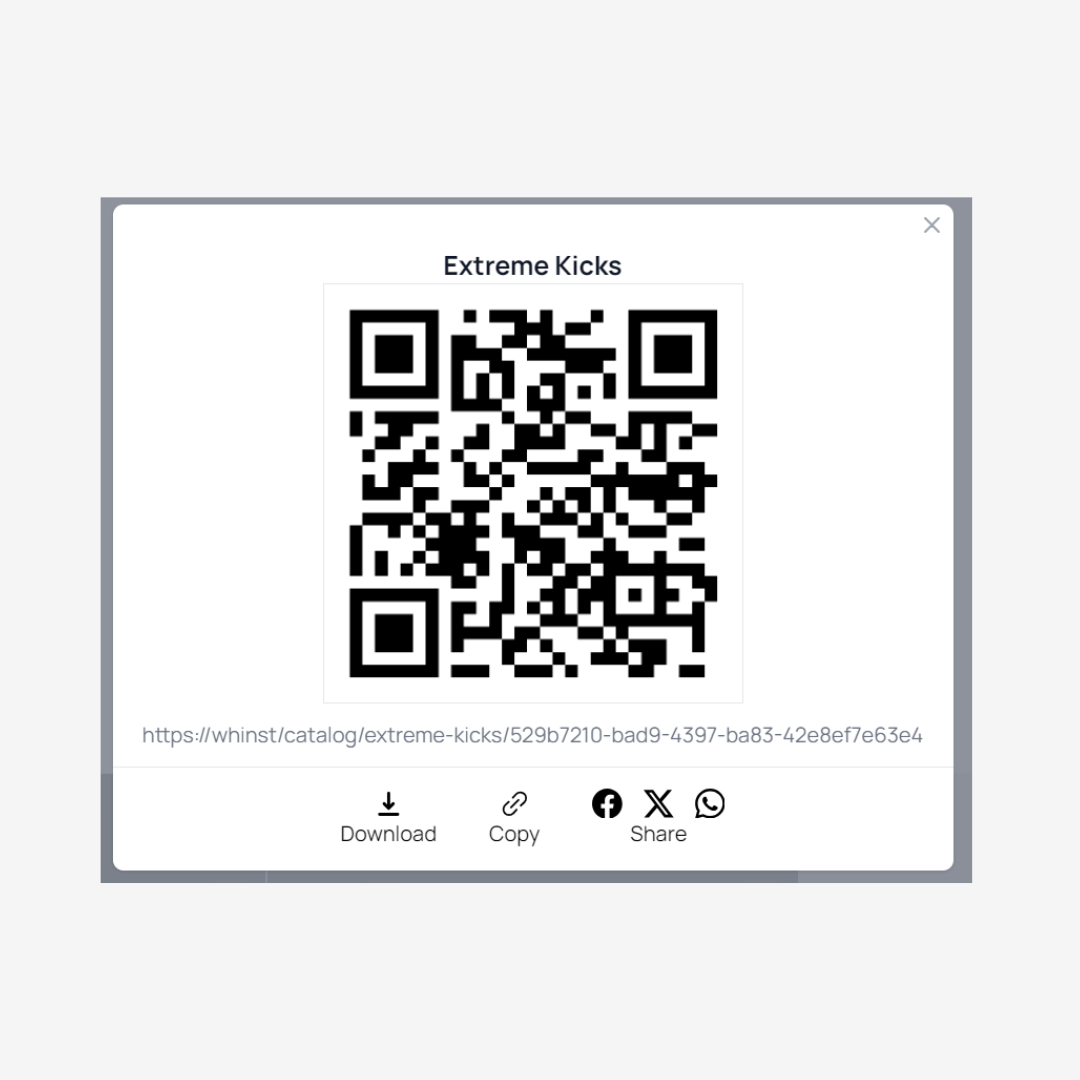 Extreme Kicks
https://whinst/catalog/extreme-kicks/529b7210-bad9-4397-ba83-42e8ef7e63e4
Download Copy Share